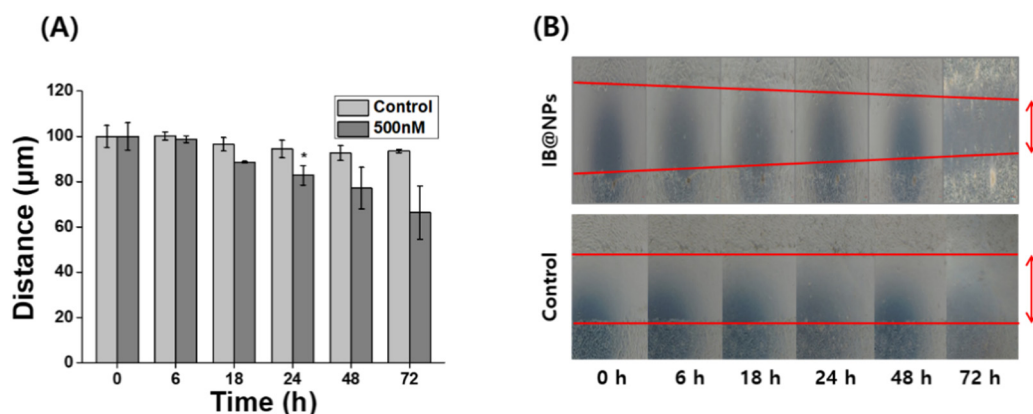 (A)
120
100
80
60
40
20
0
Distance (µm)
Control
500nM
*
0 6 18 24 48 72
Time (h)
(B)
IB@NPs
Control
0 h 6 h 18 h 24 h 48 h 72 h